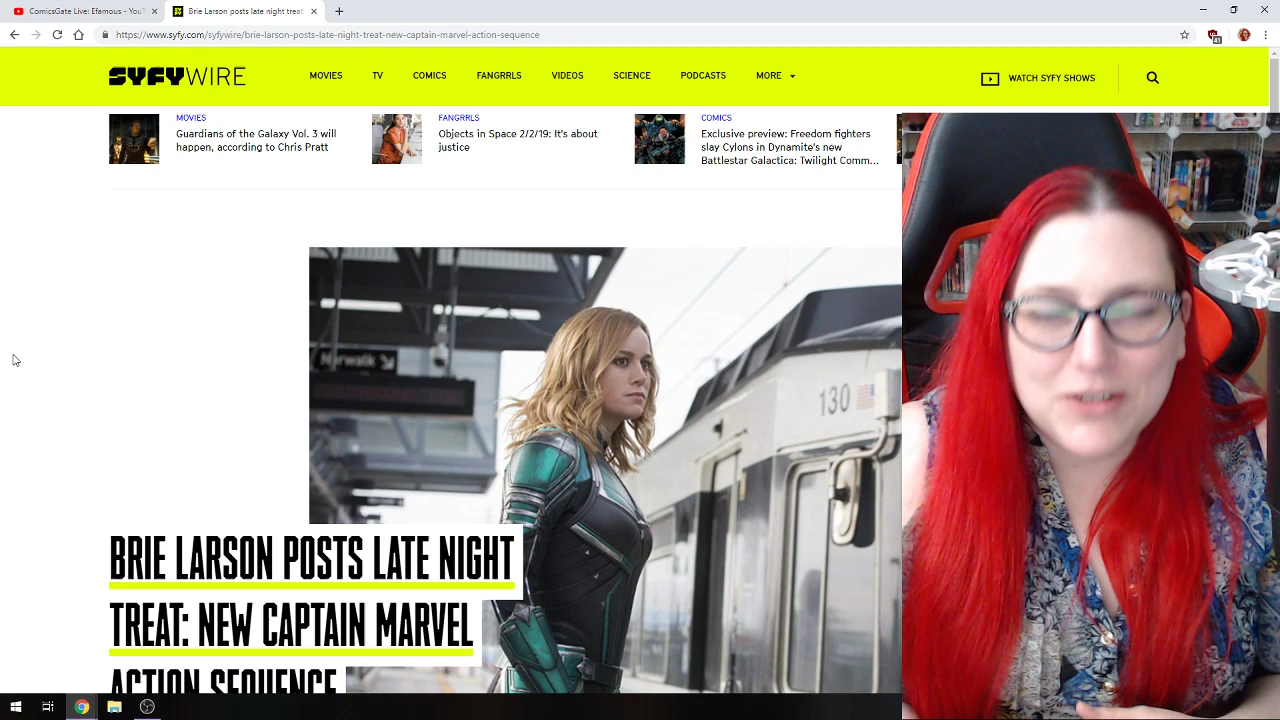 ComicsGate Live: Efamous - YouT
Brie Larson posts late night treat:
https://www.syfy.com/syfywire/brie-larson-posts-late-night-treat-new-captain-marvel-action-sequence
41
SYFYWIRE
MOVIES TV COMICS FANGRRLS VIDEOS SCIENCE PODCASTS MORE
WATCH SYFY SHOWS
MOVIES
Guardians of the Galaxy Vol. 3 will
happen, according to Chris Pratt
FANGRRLS
Objects in Space 2/2/19: It's about
justice
COMICS
Exclusive preview: Freedom fighters
slay Cylons in Dynamite's new
Battlestar Galactica: Twilight Comm...
Norwalk
130
BRIE LARSON POSTS LATE NIGHT
TREAT: NEW CAPTAIN MARVEL
ACTION SEQUENCE